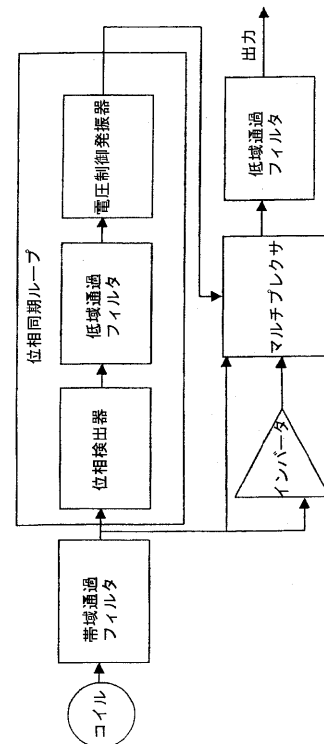 位相同期ループ
コイル
帯域通過
フィルタ
位相検出器
低域通過
フィルタ
電圧制御発振器
インバータ
マルチプレクサ
低域通過
フィルタ
出力